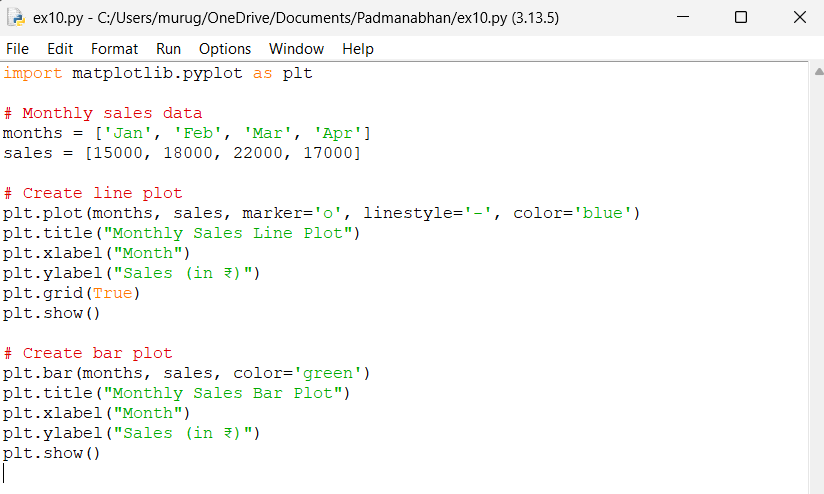 ex10.py - C:/Users/murug/OneDrive/Documents/Padmanabhan/ex10.py (3.13.5)
File Edit Format Run Options Window Help
import matplotlib.pyplot as plt
# Monthly sales data
months = ['Jan', 'Feb', 'Mar', 'Apr']
sales = [15000, 18000, 22000, 17000]
# Create line plot
plt.plot(months, sales, marker='o', linestyle='-', color='blue')
plt.title("Monthly Sales Line Plot")
plt.xlabel("Month")
plt.ylabel("Sales (in ₹)")
plt.grid(True)
plt.show()
# Create bar plot
plt.bar(months, sales, color='green')
plt.title("Monthly Sales Bar Plot")
plt.xlabel("Month")
plt.ylabel("Sales (in ₹)")
plt.show()